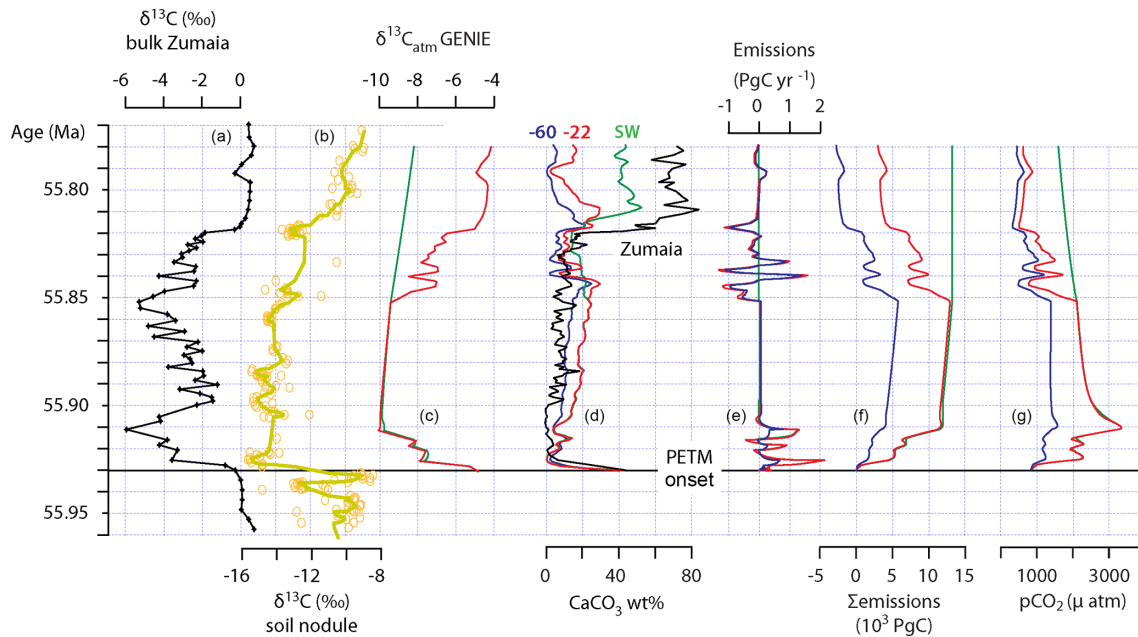 δ¹³C (‰)
bulk Zumaia
-6 -4 -2 0
δ¹³C_atm GENIE
-10 -8 -6 -4
Emissions
(PgC yr ⁻¹)
-1 0 1 2
Age (Ma)
(a)
(b)
-60 -22 SW
55.80
Zumaia
55.85
55.90
(c)
(d)
(e)
(f)
(g)
PETM
onset
55.95
-16 -12 -8
δ¹³C (‰)
soil nodule
0 40 80
CaCO₃ wt%
-5 0 5 10 15
Σemissions
(10³ PgC)
1000 3000
pCO₂ (µ atm)